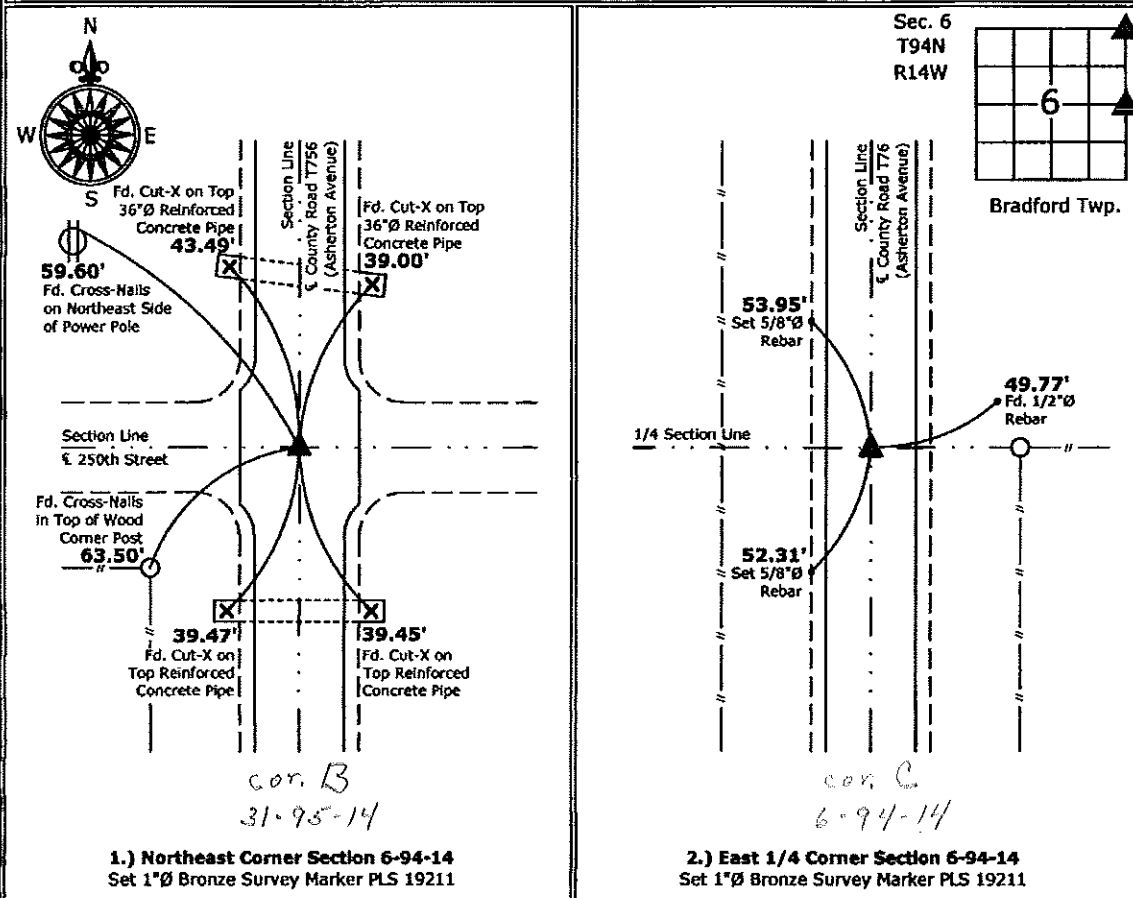 N
W
E
S
Fd. Cut-X on Top
36"Ø Reinforced
Concrete Pipe
43.49'
Section Line
℄ County Road T756
(Asherton Avenue)
Fd. Cut-X on Top
36"Ø Reinforced
Concrete Pipe
39.00'
59.60'
Fd. Cross-Nails
on Northeast Side
of Power Pole
Section Line
℄ 250th Street
Fd. Cross-Nails
in Top of Wood
Corner Post
63.50'
39.47'
Fd. Cut-X on
Top Reinforced
Concrete Pipe
39.45'
Fd. Cut-X on
Top Reinforced
Concrete Pipe
cor. B
31-95-14
1.) Northeast Corner Section 6-94-14
Set 1"Ø Bronze Survey Marker PLS 19211
Sec. 6
T94N
R14W
6
Bradford Twp.
Section Line
℄ County Road T76
(Asherton Avenue)
53.95'
Set 5/8"Ø
Rebar
49.77'
Fd. 1/2"Ø
Rebar
1/4 Section Line
52.31'
Set 5/8"Ø
Rebar
cor. C
6-94-14
2.) East 1/4 Corner Section 6-94-14
Set 1"Ø Bronze Survey Marker PLS 19211